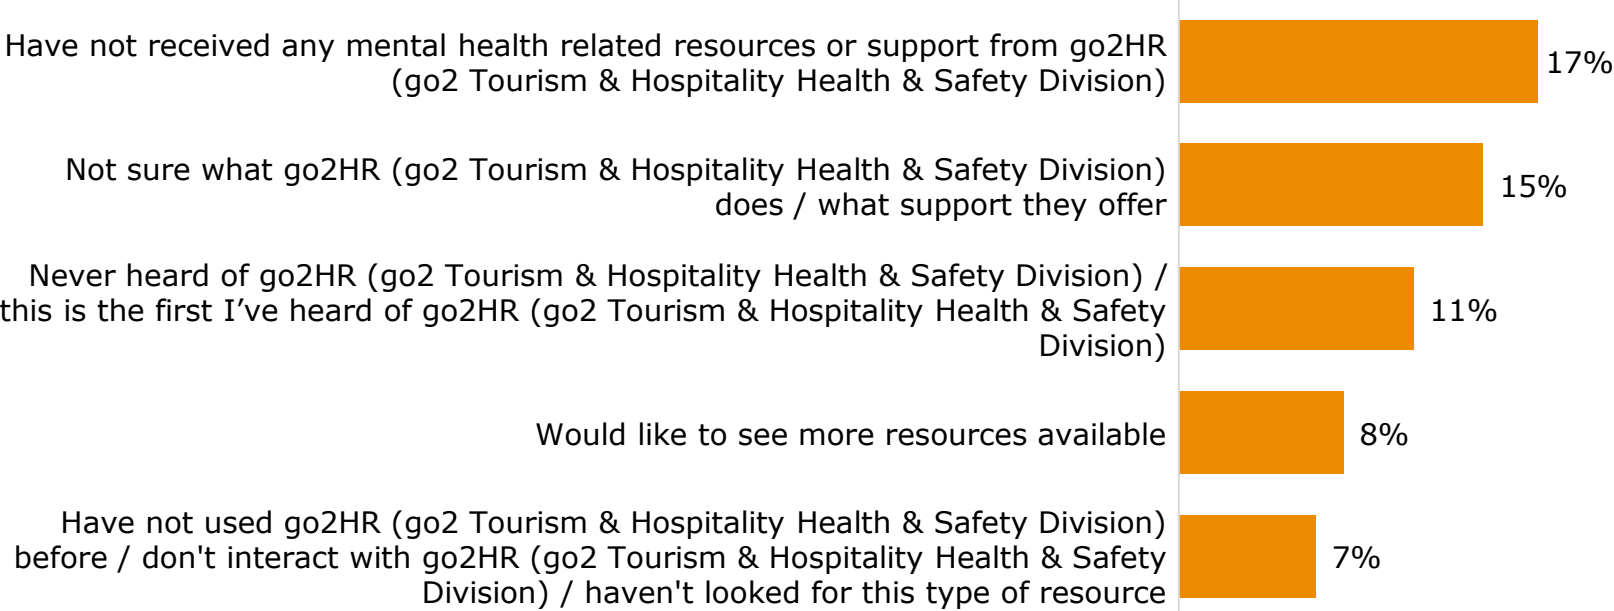 Have not received any mental health related resources or support from go2HR
(go2 Tourism & Hospitality Health & Safety Division)
17%
Not sure what go2HR (go2 Tourism & Hospitality Health & Safety Division)
does / what support they offer
15%
Never heard of go2HR (go2 Tourism & Hospitality Health & Safety Division) /
this is the first I’ve heard of go2HR (go2 Tourism & Hospitality Health & Safety
Division)
11%
Would like to see more resources available
8%
Have not used go2HR (go2 Tourism & Hospitality Health & Safety Division)
before / don't interact with go2HR (go2 Tourism & Hospitality Health & Safety
Division) / haven't looked for this type of resource
7%